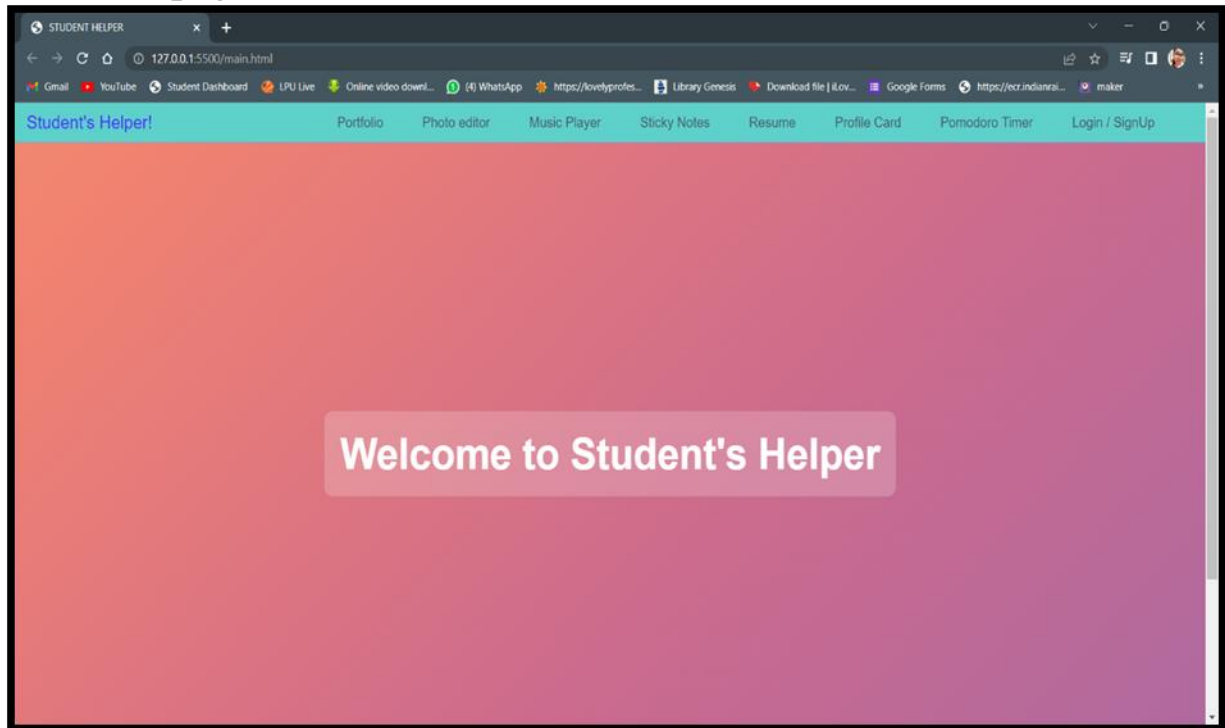 STUDENT HELPER
127.0.0.1:5500/main.html
Gmail YouTube Student Dashboard LPU Live Online video downl... (4) WhatsApp https://lovelyprofes... Library Genesis Download file | iLov... Google Forms https://ecr.indianrai... maker »
Student's Helper! Portfolio Photo editor Music Player Sticky Notes Resume Profile Card Pomodoro Timer Login / SignUp
Welcome to Student's Helper